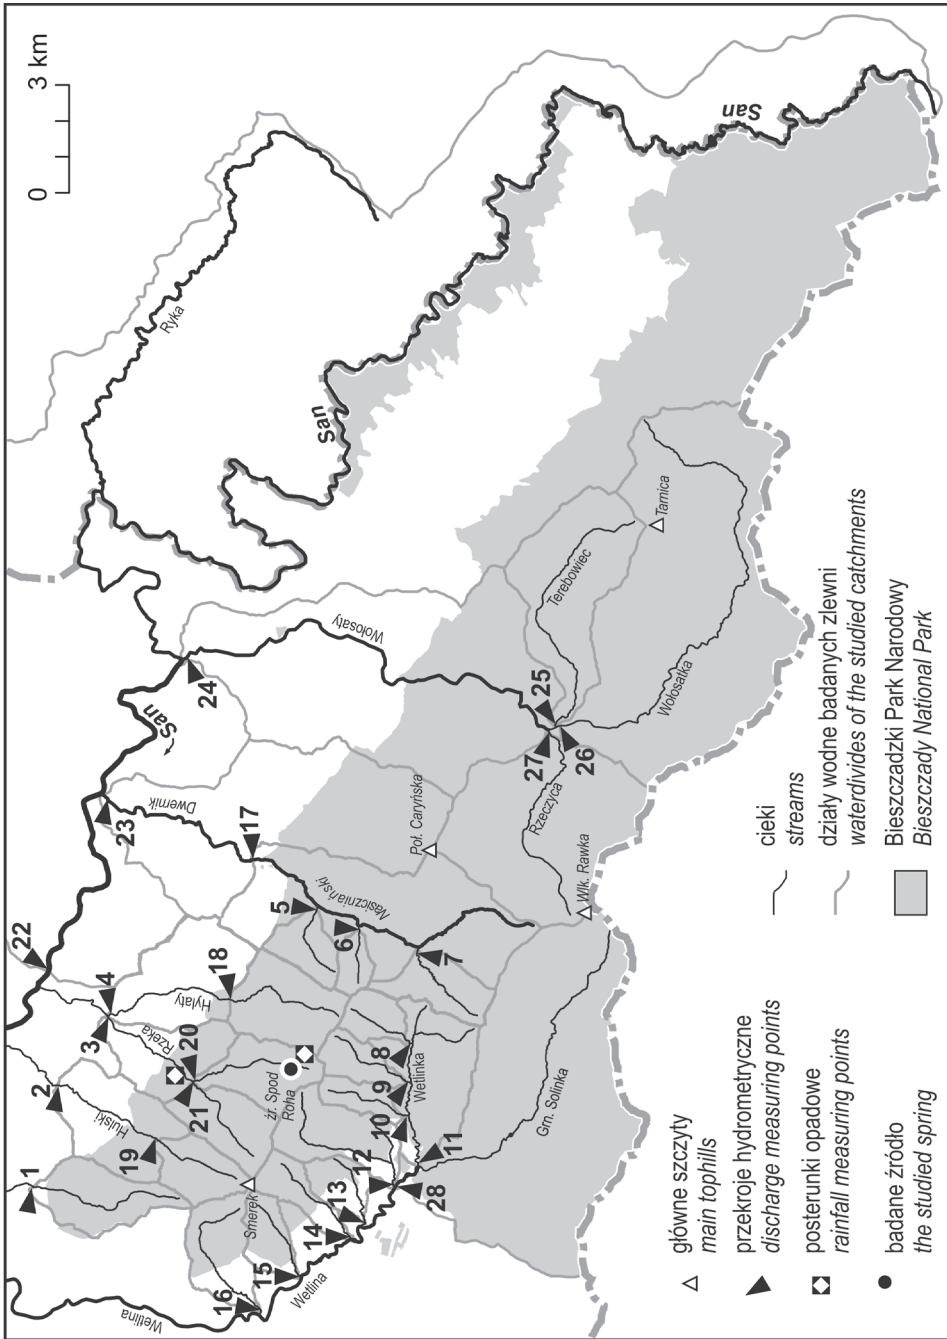 0
3 km
Ryka
San
San
Wołosaty
24
San
Dwernik
23
17
22
4
3
Rzeka
Hylaty
18
20
21
2
Hulski
19
1
5
6
7
Nasiczniański
Poł. Caryńska
25
27
26
Rzeczyca
Wlk. Rawka
Terebowiec
Tarnica
Wołosatka
źr. Spod
Roha
8
9
10
Wetlinka
11
12
28
Grn. Solinka
13
14
15
16
Smerek
Wetlina
Wetlina
główne szczyty
main tophills
przekroje hydrometryczne
discharge measuring points
posterunki opadowe
rainfall measuring points
badane źródło
the studied spring
cieki
streams
działy wodne badanych zlewni
waterdivides of the studied catchments
Bieszczadzki Park Narodowy
Bieszczady National Park